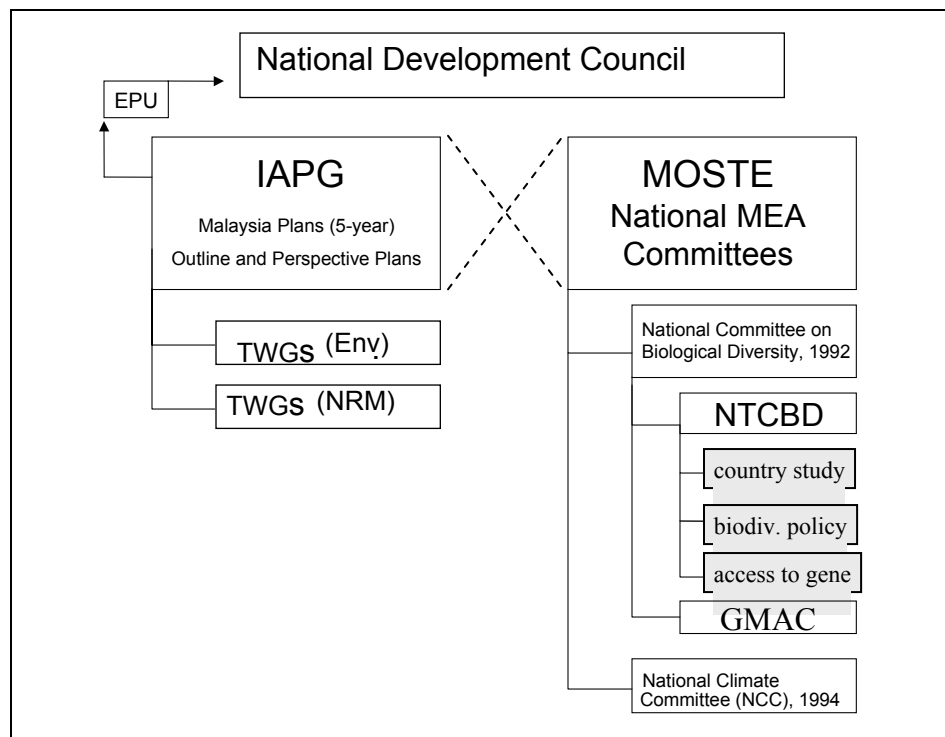 National Development Council
EPU
IAPG
Malaysia Plans (5-year)
Outline and Perspective Plans
TWGs (Env.)
TWGs (NRM)
MOSTE
National MEA
Committees
National Committee on
Biological Diversity, 1992
NTCBD
country study
biodiv. policy
access to gene
GMAC
National Climate
Committee (NCC), 1994